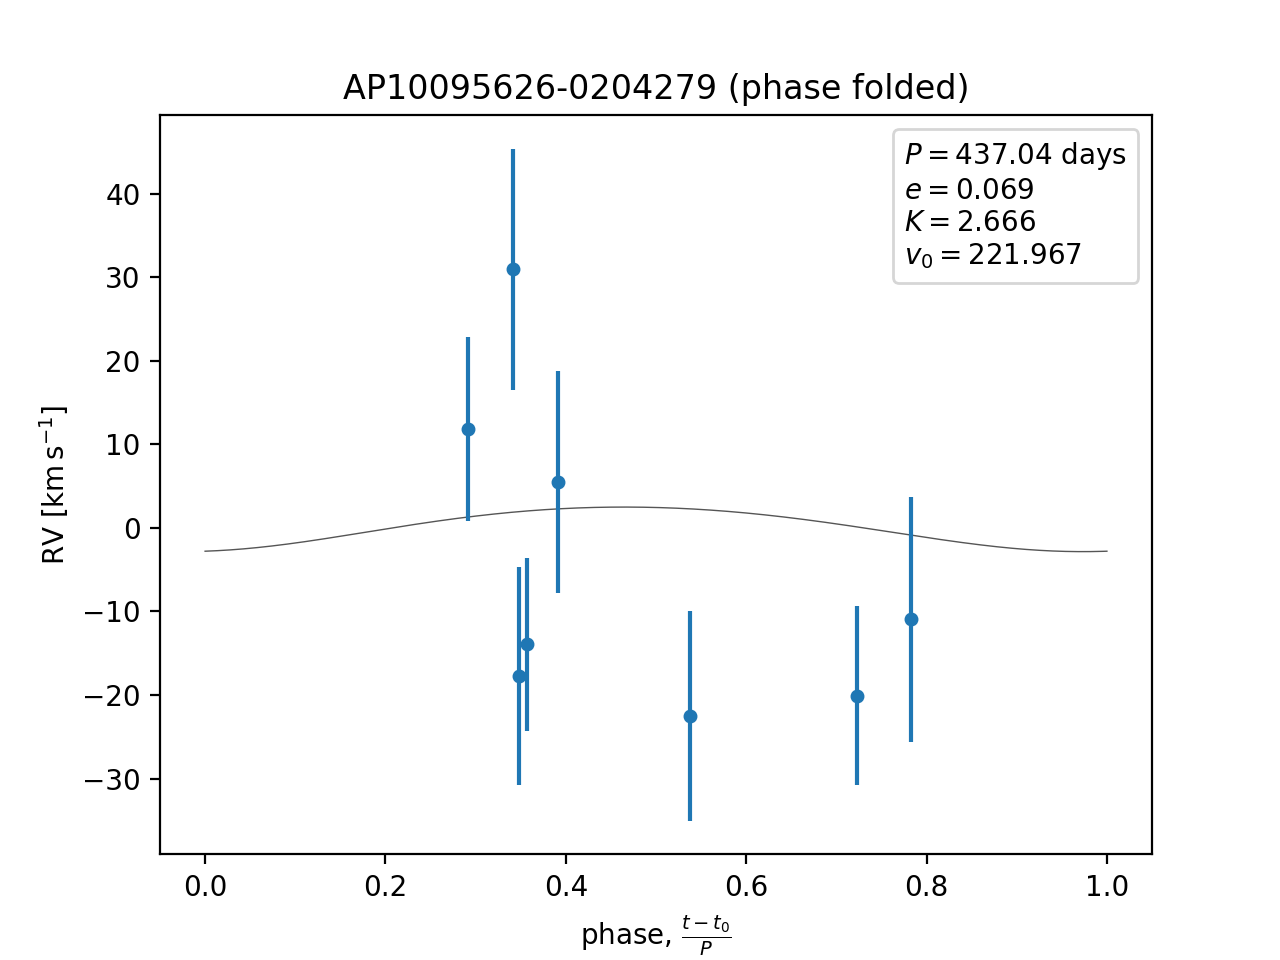 AP10095626-0204279 (phase folded)
P = 437.04 days
e = 0.069
K = 2.666
v₀ = 221.967
40
30
20
10
0
−10
−20
−30
RV [km s⁻¹]
0.0 0.2 0.4 0.6 0.8 1.0
phase, (t − t₀)/P